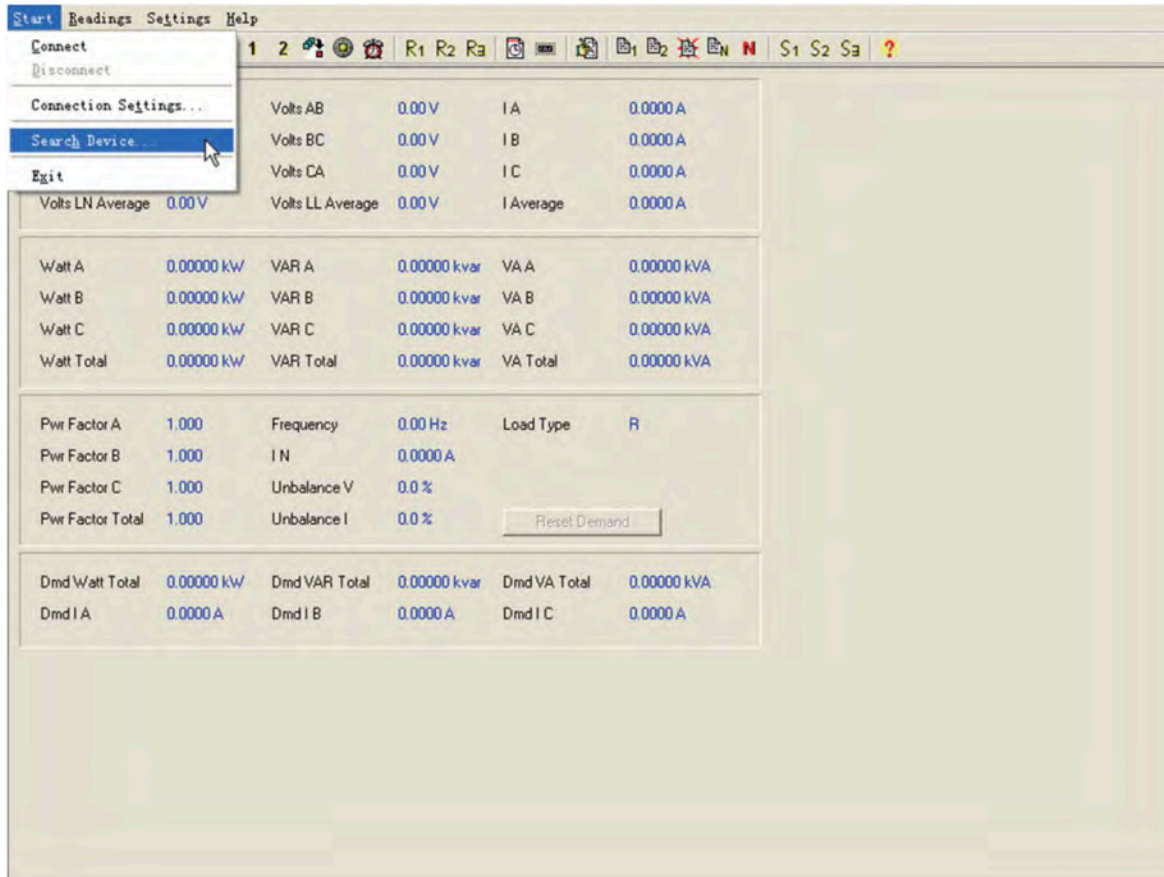 Start Readings Settings Help
Connect
1 2 R1 R2 R3 1 2 N N S1 S2 S3 ?
Disconnect
Connection Settings...
Search Device...
Exit
Volts AB 0.00 V I A 0.0000 A
Volts BC 0.00 V I B 0.0000 A
Volts CA 0.00 V I C 0.0000 A
Volts LN Average 0.00 V Volts LL Average 0.00 V I Average 0.0000 A
Watt A 0.00000 kW VAR A 0.00000 kvar VA A 0.00000 kVA
Watt B 0.00000 kW VAR B 0.00000 kvar VA B 0.00000 kVA
Watt C 0.00000 kW VAR C 0.00000 kvar VA C 0.00000 kVA
Watt Total 0.00000 kW VAR Total 0.00000 kvar VA Total 0.00000 kVA
Pwr Factor A 1.000 Frequency 0.00 Hz Load Type R
Pwr Factor B 1.000 I N 0.0000 A
Pwr Factor C 1.000 Unbalance V 0.0 %
Pwr Factor Total 1.000 Unbalance I 0.0 % Reset Demand
Dmd Watt Total 0.00000 kW Dmd VAR Total 0.00000 kvar Dmd VA Total 0.00000 kVA
Dmd I A 0.0000 A Dmd I B 0.0000 A Dmd I C 0.0000 A